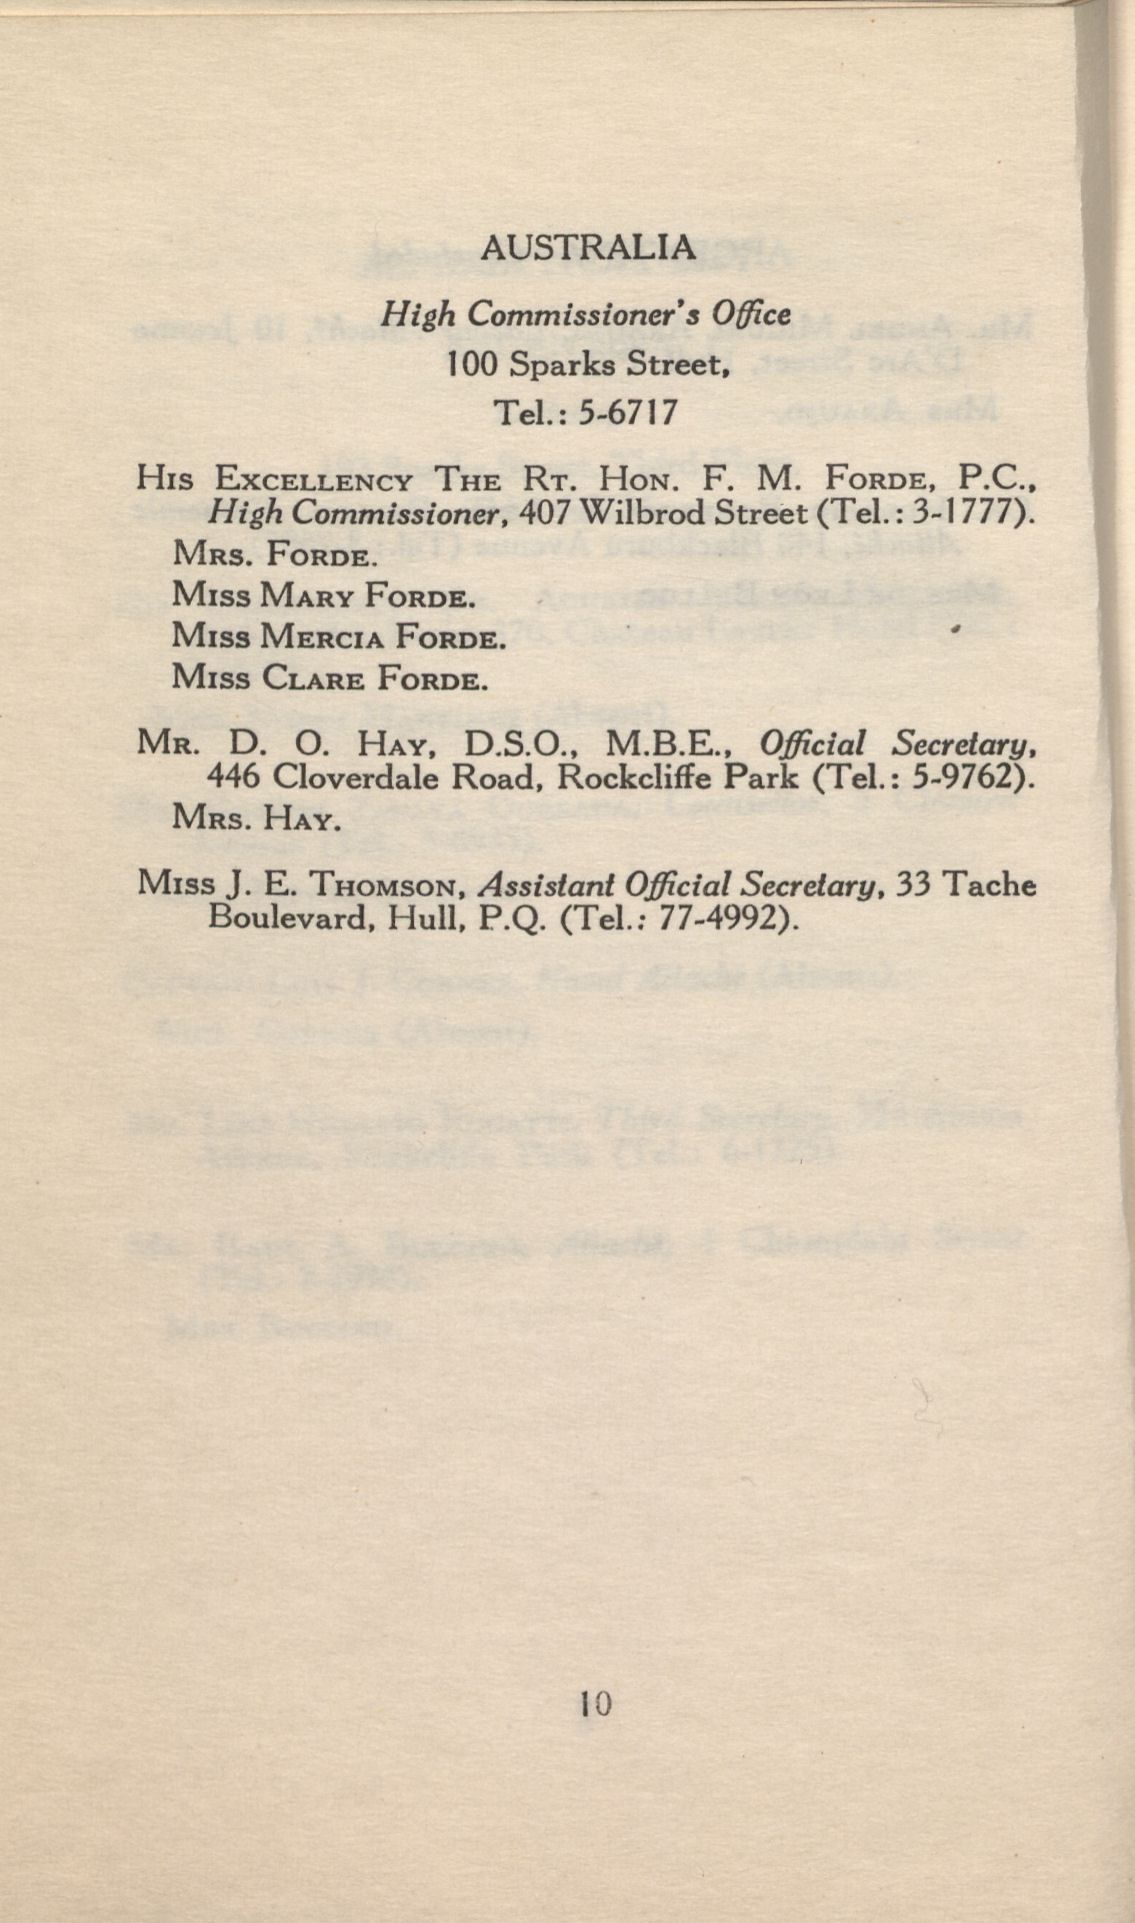 AUSTRALIA
High Commissioner's Office
100 Sparks Street,
Tel.: 5-6717
His Excellency The Rt. Hon. F. M. Forde, P.C.,
High Commissioner, 407 Wilbrod Street (Tel.: 3-1777).
Mrs. Forde.
Miss Mary Forde.
Miss Mercia Forde.
Miss Clare Forde.
Mr. D. O. Hay, D.S.O., M.B.E., Official Secretary,
446 Cloverdale Road, Rockcliffe Park (Tel.: 5-9762).
Mrs. Hay.
Miss J. E. Thomson, Assistant Official Secretary, 33 Tache
Boulevard, Hull, P.Q. (Tel.: 77-4992).
10